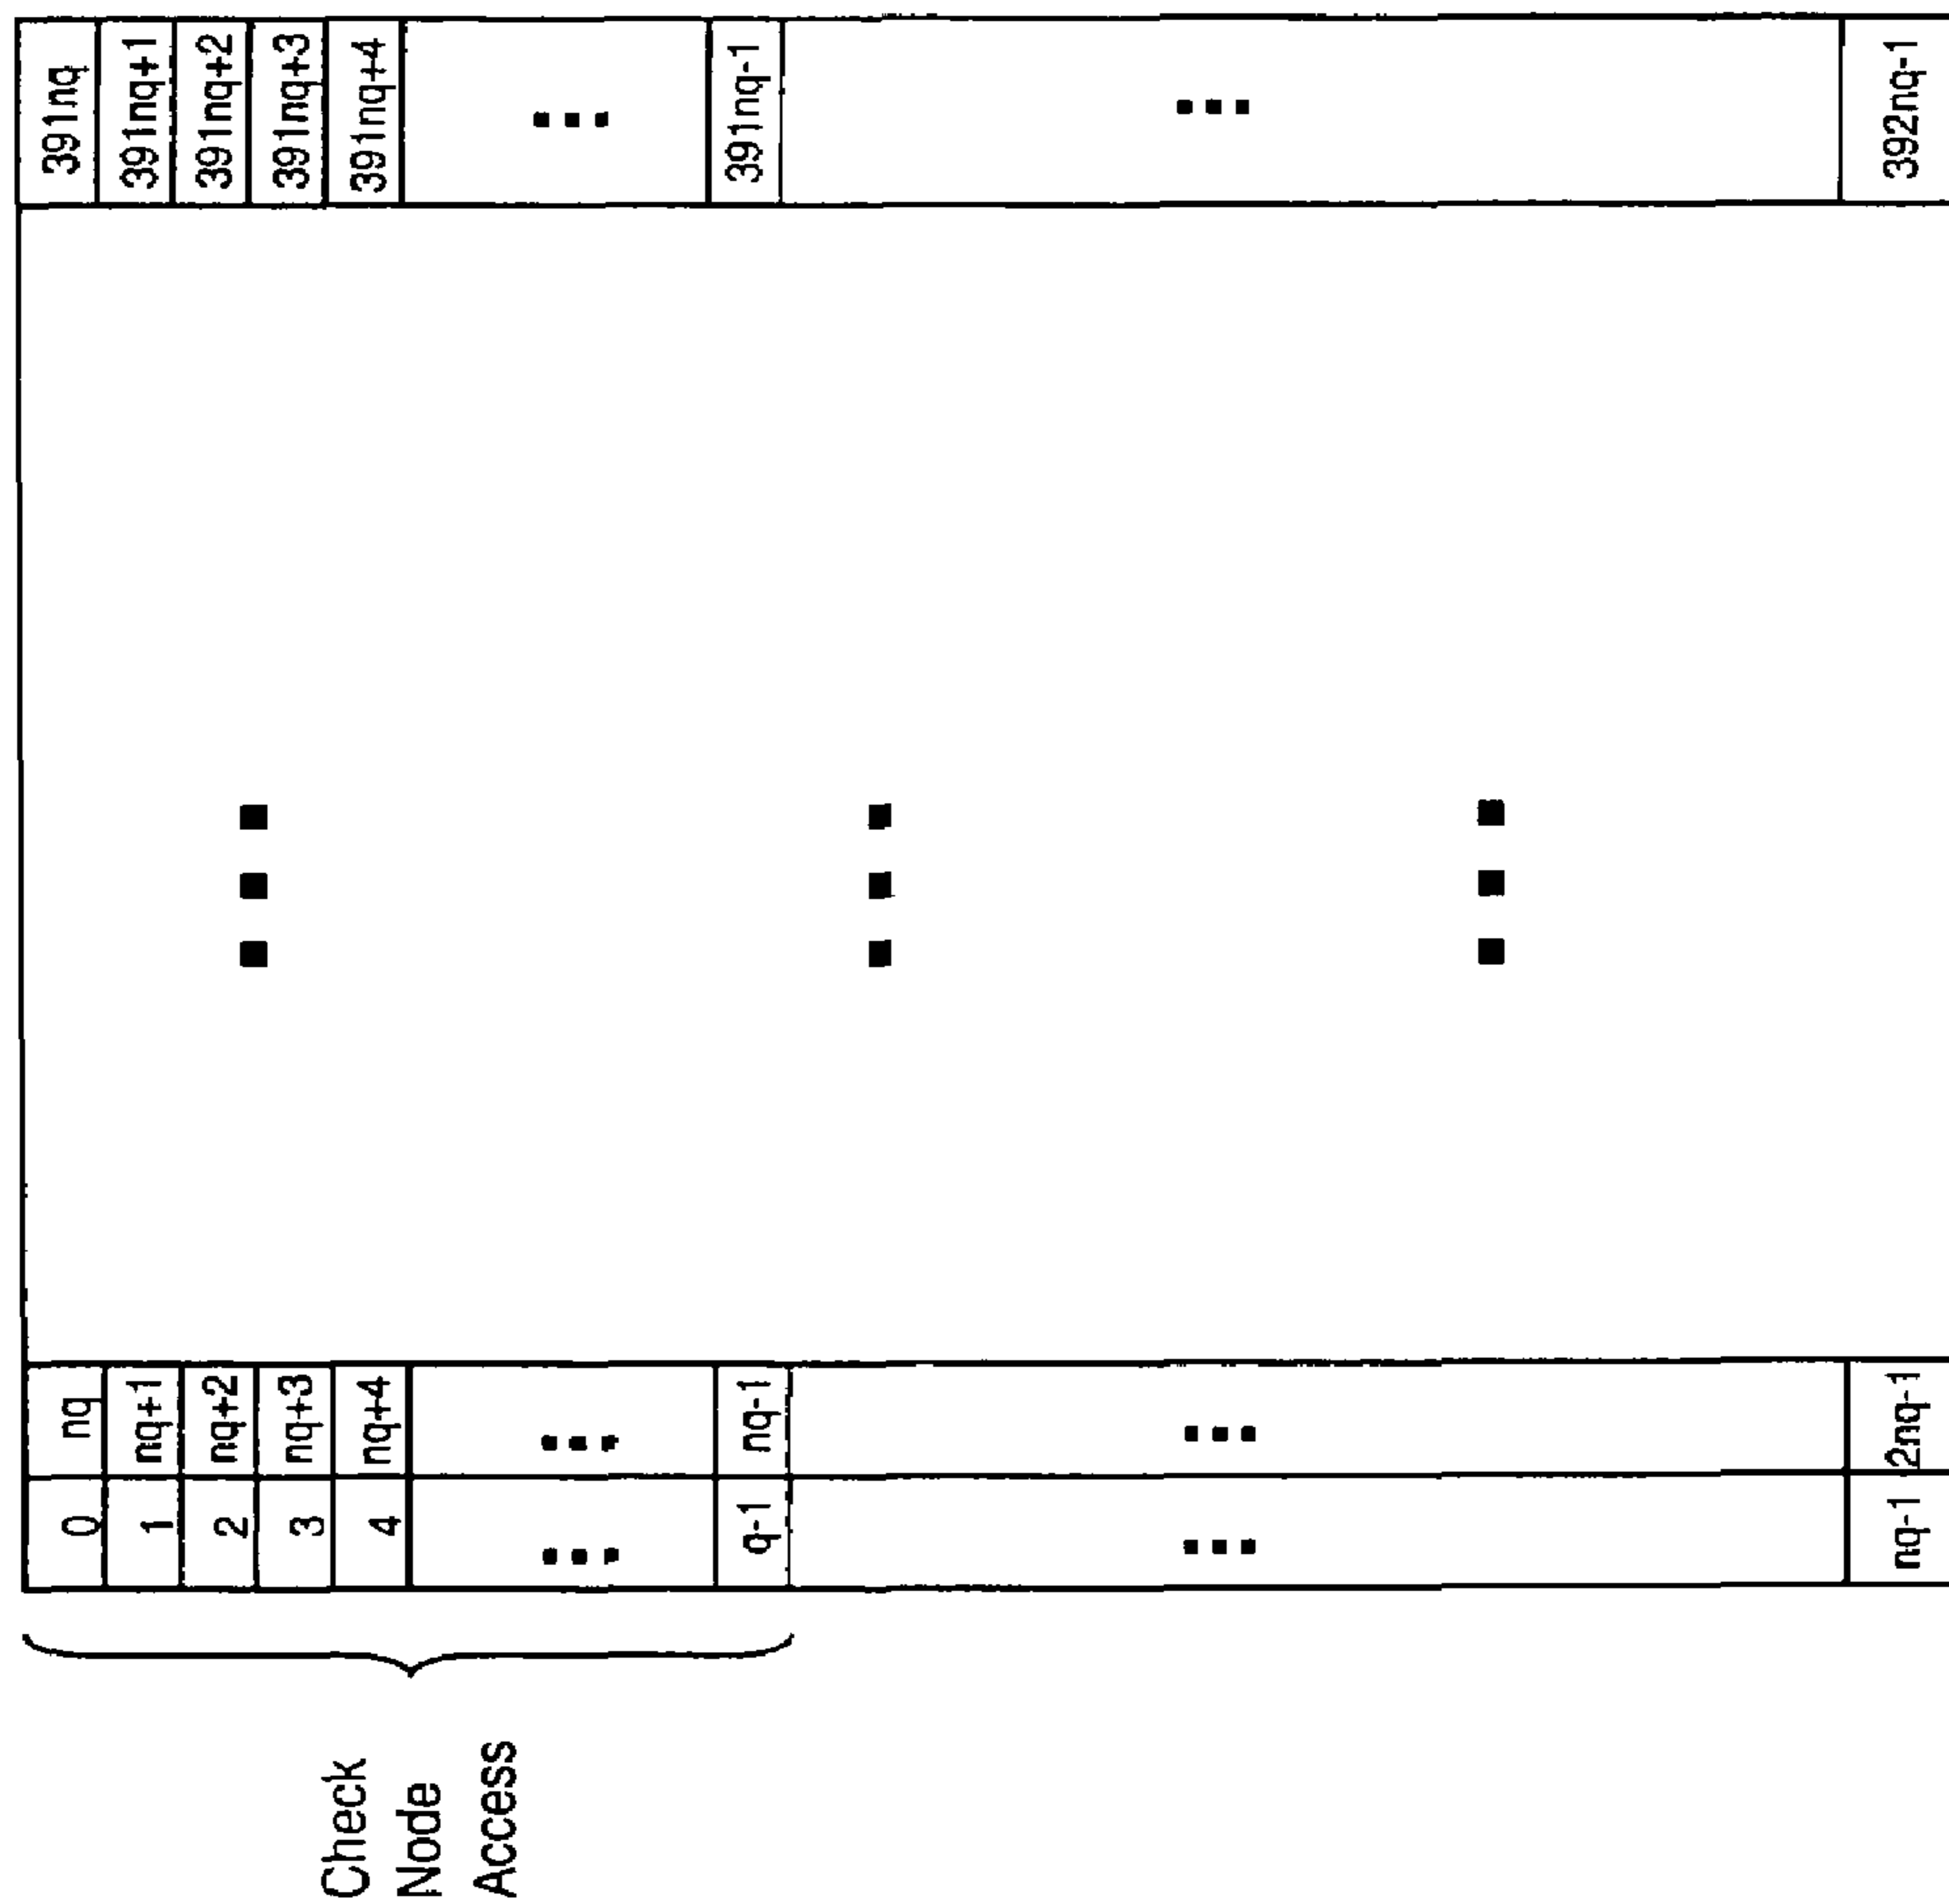 Check
Node
Access
0 nq 391nq
1 nq+1 391nq+1
2 nq+2 391nq+2
3 nq+3 391nq+3
4 nq+4 391nq+4
... ... ...
q-1 nq-1 391nq-1
... ... ...
nq-1 2nq-1 392nq-1